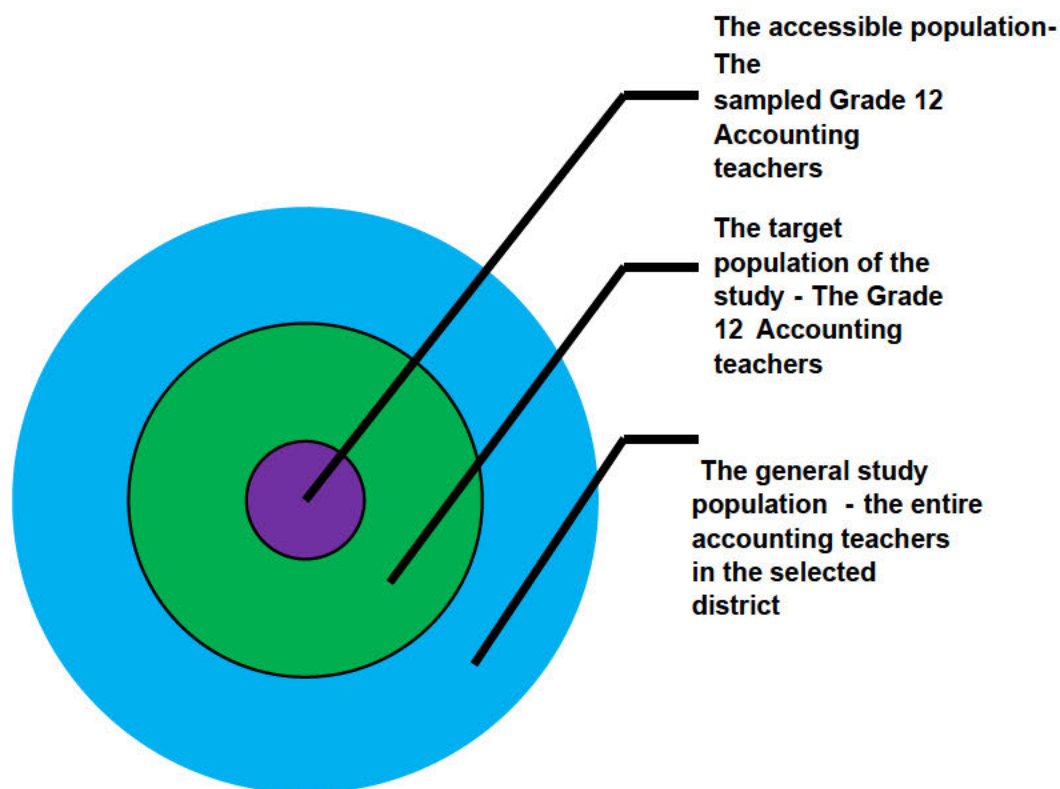 The accessible population-
The
sampled Grade 12
Accounting
teachers
The target
population of the
study - The Grade
12 Accounting
teachers
The general study
population - the entire
accounting teachers
in the selected
district